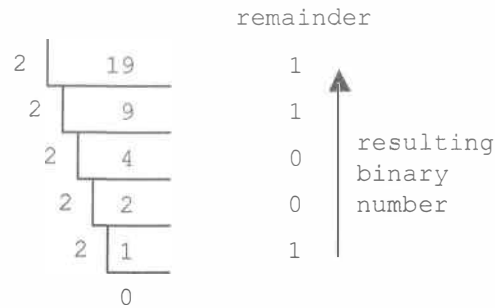 remainder
2 19 1
2 9 1
2 4 0
2 2 0
2 1 1
0
resulting
binary
number